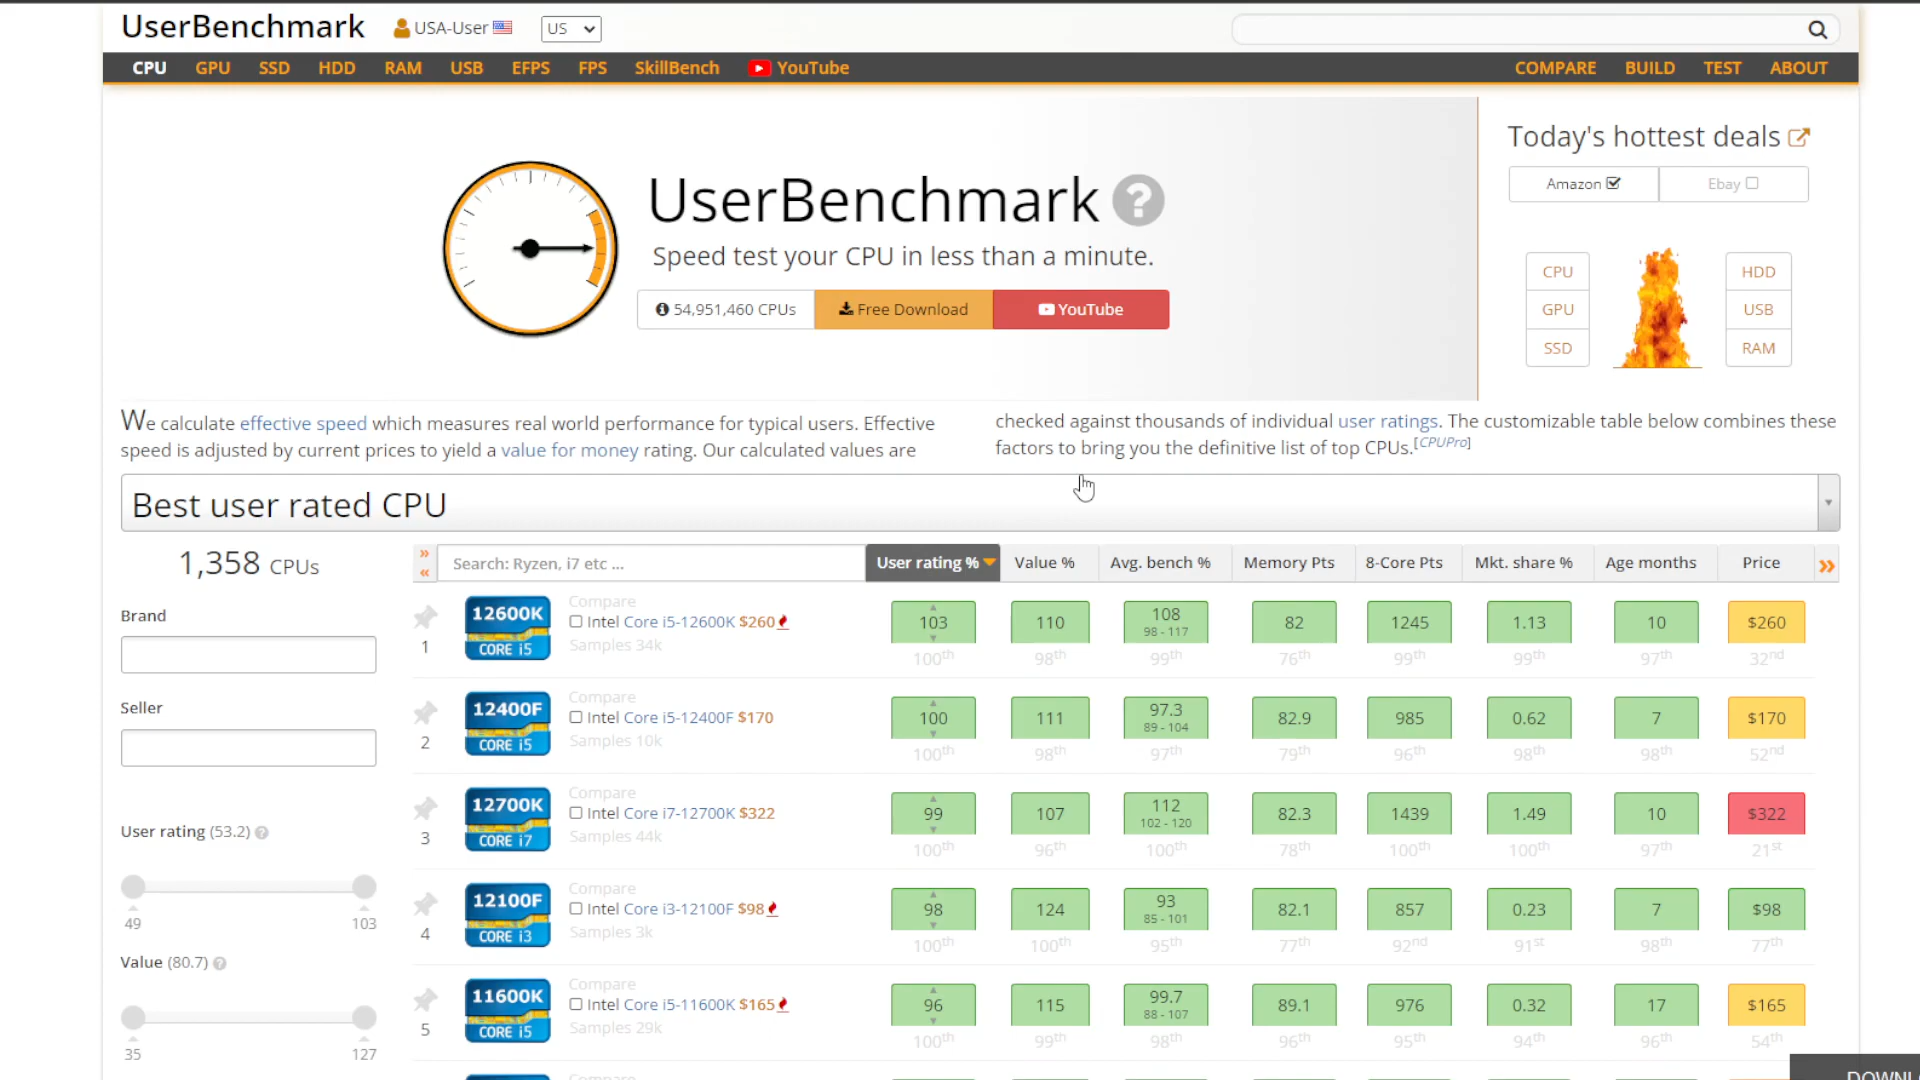 UserBenchmark USA-User US
CPU GPU SSD HDD RAM USB EFPS FPS SkillBench YouTube COMPARE BUILD TEST ABOUT
UserBenchmark ?
Speed test your CPU in less than a minute.
54,951,460 CPUs Free Download YouTube
Today's hottest deals
Amazon Ebay
CPU HDD
GPU USB
SSD RAM
We calculate effective speed which measures real world performance for typical users. Effective
speed is adjusted by current prices to yield a value for money rating. Our calculated values are
checked against thousands of individual user ratings. The customizable table below combines these
factors to bring you the definitive list of top CPUs.[CPUPro]
Best user rated CPU
1,358 CPUs
Brand
Seller
User rating (53.2) ?
49 103
Value (80.7) ?
35 127
Search: Ryzen, i7 etc ... User rating % Value % Avg. bench % Memory Pts 8-Core Pts Mkt. share % Age months Price
1 12600K CORE i5
Compare
Intel Core i5-12600K $260
Samples 34k
103 110 108 82 1245 1.13 10 $260
98 - 117
100th 98th 99th 76th 99th 99th 97th 32nd
2 12400F CORE i5
Compare
Intel Core i5-12400F $170
Samples 10k
100 111 97.3 82.9 985 0.62 7 $170
89 - 104
100th 98th 97th 79th 96th 98th 98th 52nd
3 12700K CORE i7
Compare
Intel Core i7-12700K $322
Samples 44k
99 107 112 82.3 1439 1.49 10 $322
102 - 120
100th 96th 100th 78th 100th 100th 97th 21st
4 12100F CORE i3
Compare
Intel Core i3-12100F $98
Samples 3k
98 124 93 82.1 857 0.23 7 $98
85 - 101
100th 100th 95th 77th 92nd 91st 98th 77th
5 11600K CORE i5
Compare
Intel Core i5-11600K $165
Samples 29k
96 115 99.7 89.1 976 0.32 17 $165
88 - 107
100th 99th 98th 96th 95th 94th 96th 54th
Compare